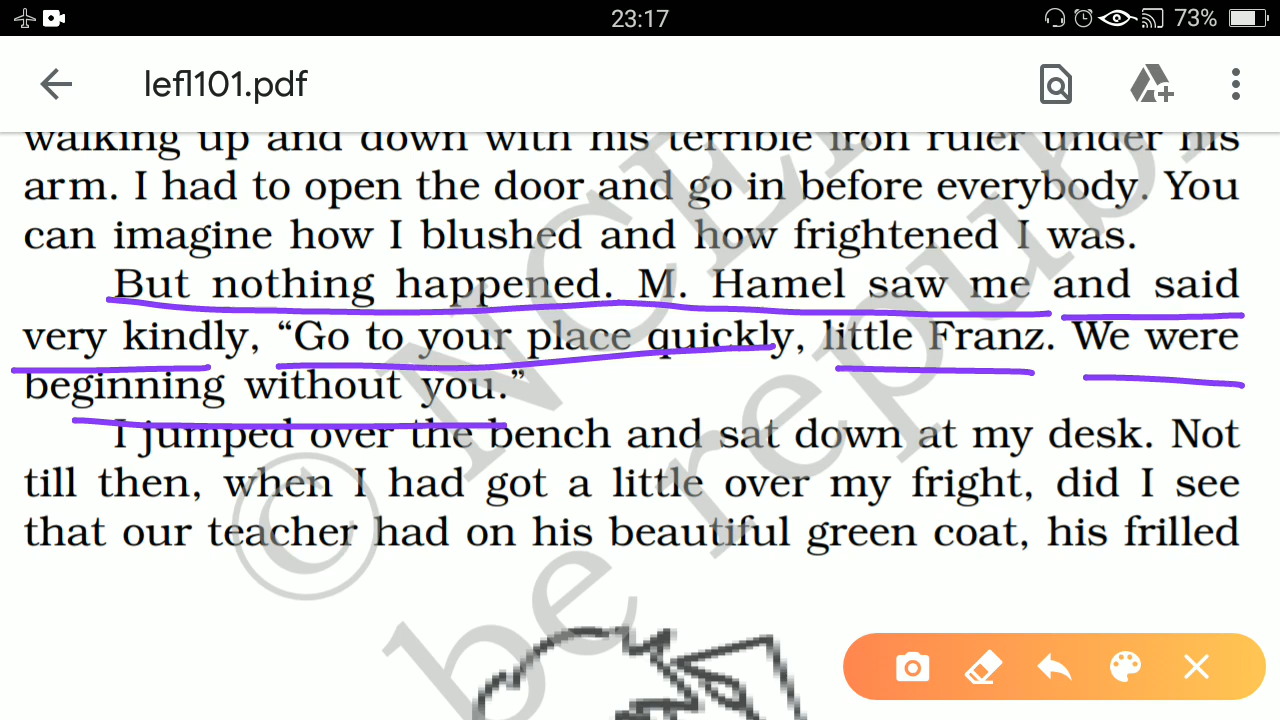 23:17
73%
lefl101.pdf
walking up and down with his terrible iron ruler under his
arm. I had to open the door and go in before everybody. You
can imagine how I blushed and how frightened I was.
But nothing happened. M. Hamel saw me and said
very kindly, “Go to your place quickly, little Franz. We were
beginning without you.”
I jumped over the bench and sat down at my desk. Not
till then, when I had got a little over my fright, did I see
that our teacher had on his beautiful green coat, his frilled
© NCE
be repub